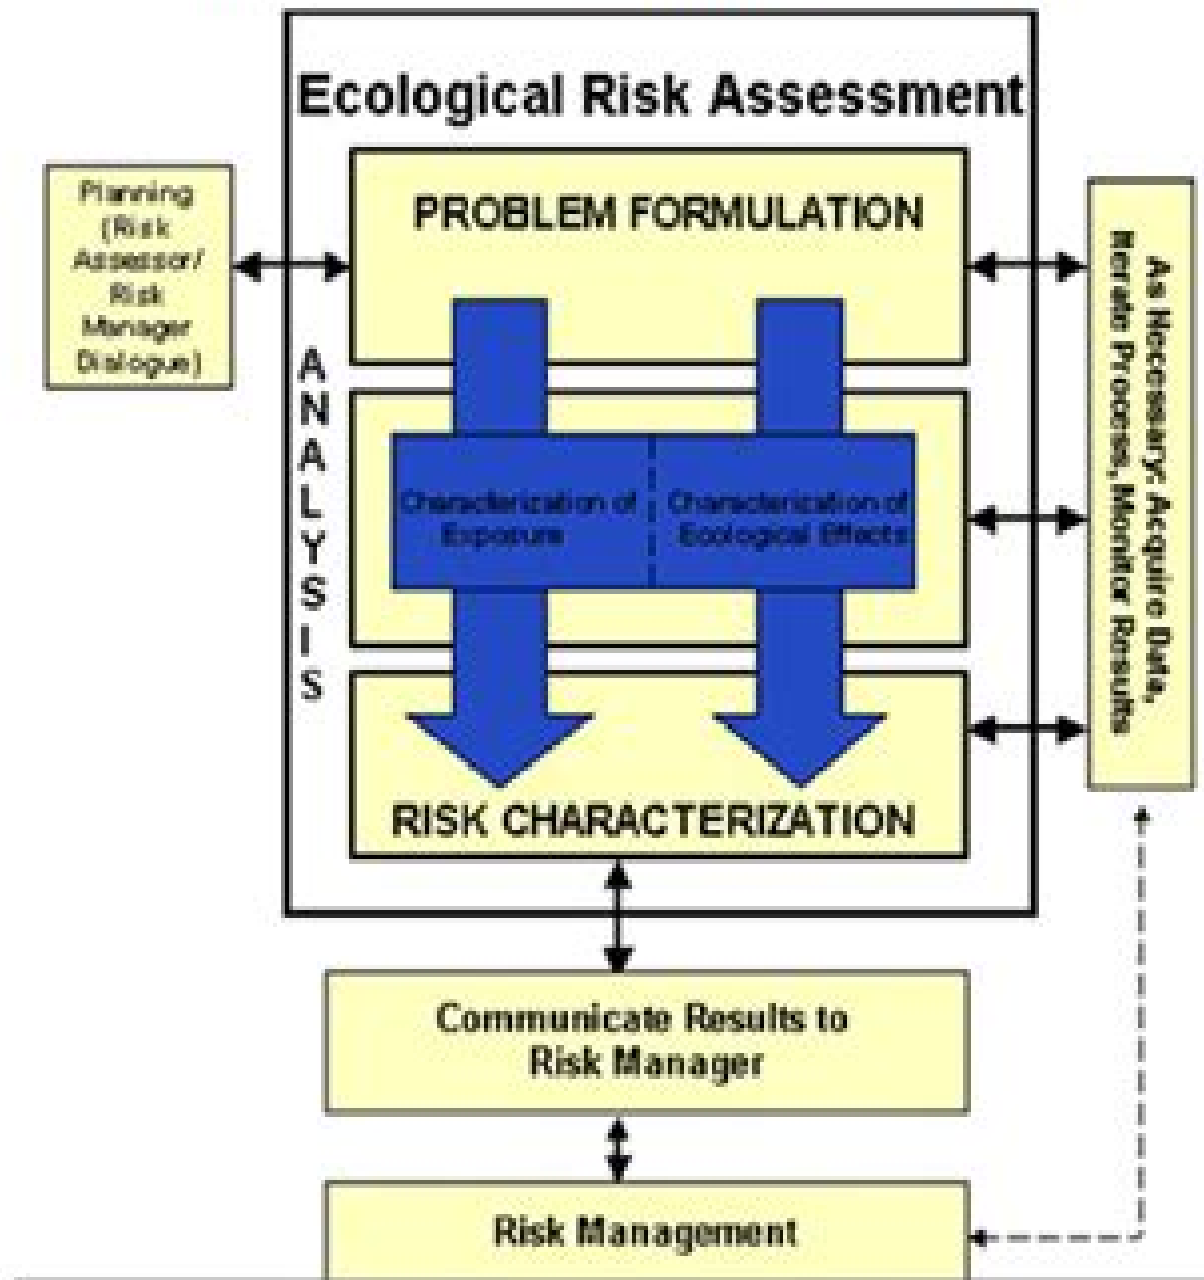 Ecological Risk Assessment
Planning
(Risk
Assessor/
Risk
Manager
Dialogue)
PROBLEM FORMULATION
ANALYSIS
Characterization of
Exposure
Characterization of
Ecological Effects
RISK CHARACTERIZATION
As Necessary: Acquire Data,
Iterate Process, Monitor Results
Communicate Results to
Risk Manager
Risk Management